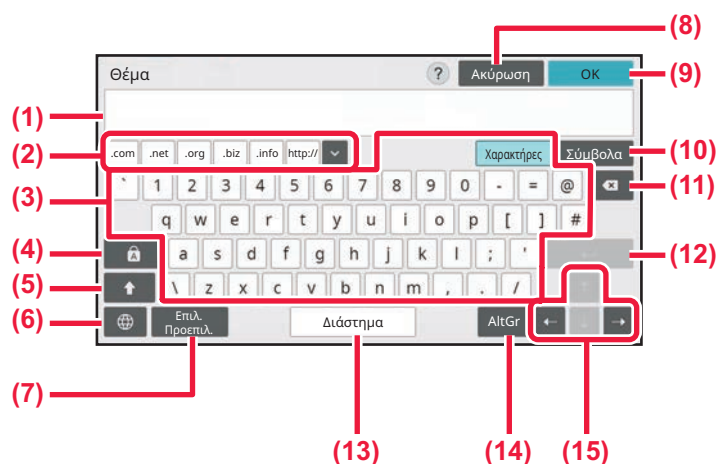 (8)
Θέμα ? Ακύρωση OK (9)
(1)
(2) .com .net .org .biz .info http:// Χαρακτήρες Σύμβολα (10)
(3) ` 1 2 3 4 5 6 7 8 9 0 - = @ (11)
q w e r t y u i o p [ ] #
(4) A a s d f g h j k l ; ' (12)
(5) \ z x c v b n m , . /
(6) Επιλ. Προεπιλ. Διάστημα AltGr ← →
(7)
(13) (14) (15)